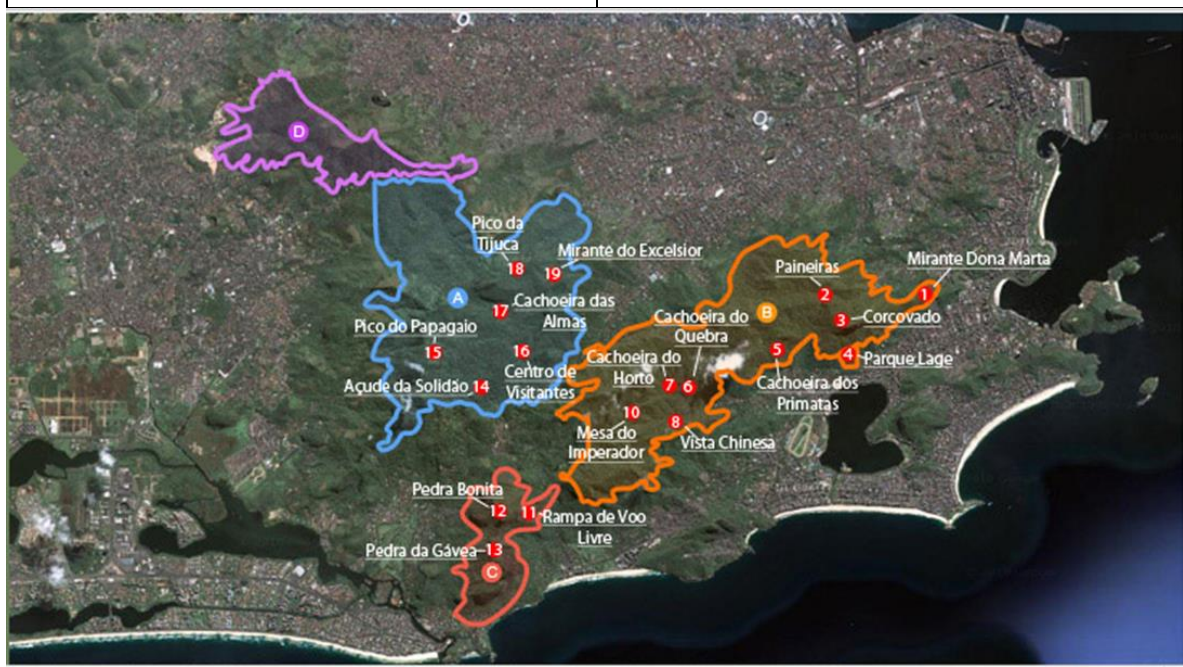 D
Pico da
Tijuca
18
Mirante do Excelsior
19
A
17
Cachoeira das
Almas
Pico do Papagaio
15
16
Centro de
Visitantes
Açude da Solidão
14
Paineiras
2
Mirante Dona Marta
1
B
3
Corcovado
Cachoeira do
Quebra
5
4
Parque Lage
Cachoeira dos
Primatas
Cachoeira do
Horto
7
6
10
Mesa do
Imperador
8
Vista Chinesa
Pedra Bonita
12
11
Rampa de Voo
Livre
Pedra da Gávea
13
C